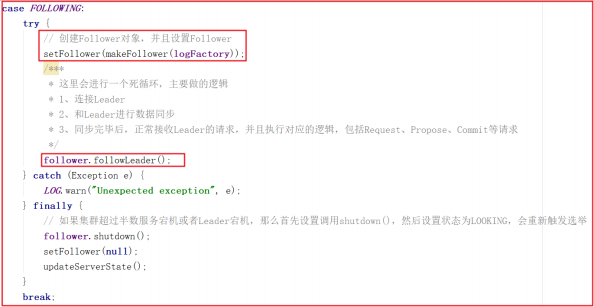 case FOLLOWING:
try {
// 创建Follower对象，并且设置Follower
setFollower(makeFollower(logFactory));
/***
* 这里会进行一个死循环，主要做的逻辑
* 1、连接Leader
* 2、和Leader进行数据同步
* 3、同步完毕后，正常接收Leader的请求，并且执行对应的逻辑，包括Request、Propose、Commit等请求
*/
follower.followLeader();
} catch (Exception e) {
LOG.warn("Unexpected exception", e);
} finally {
// 如果集群超过半数服务宕机或者Leader宕机，那么首先设置调用shutdown()，然后设置状态为LOOKING，会重新触发选举
follower.shutdown();
setFollower(null);
updateServerState();
}
break;